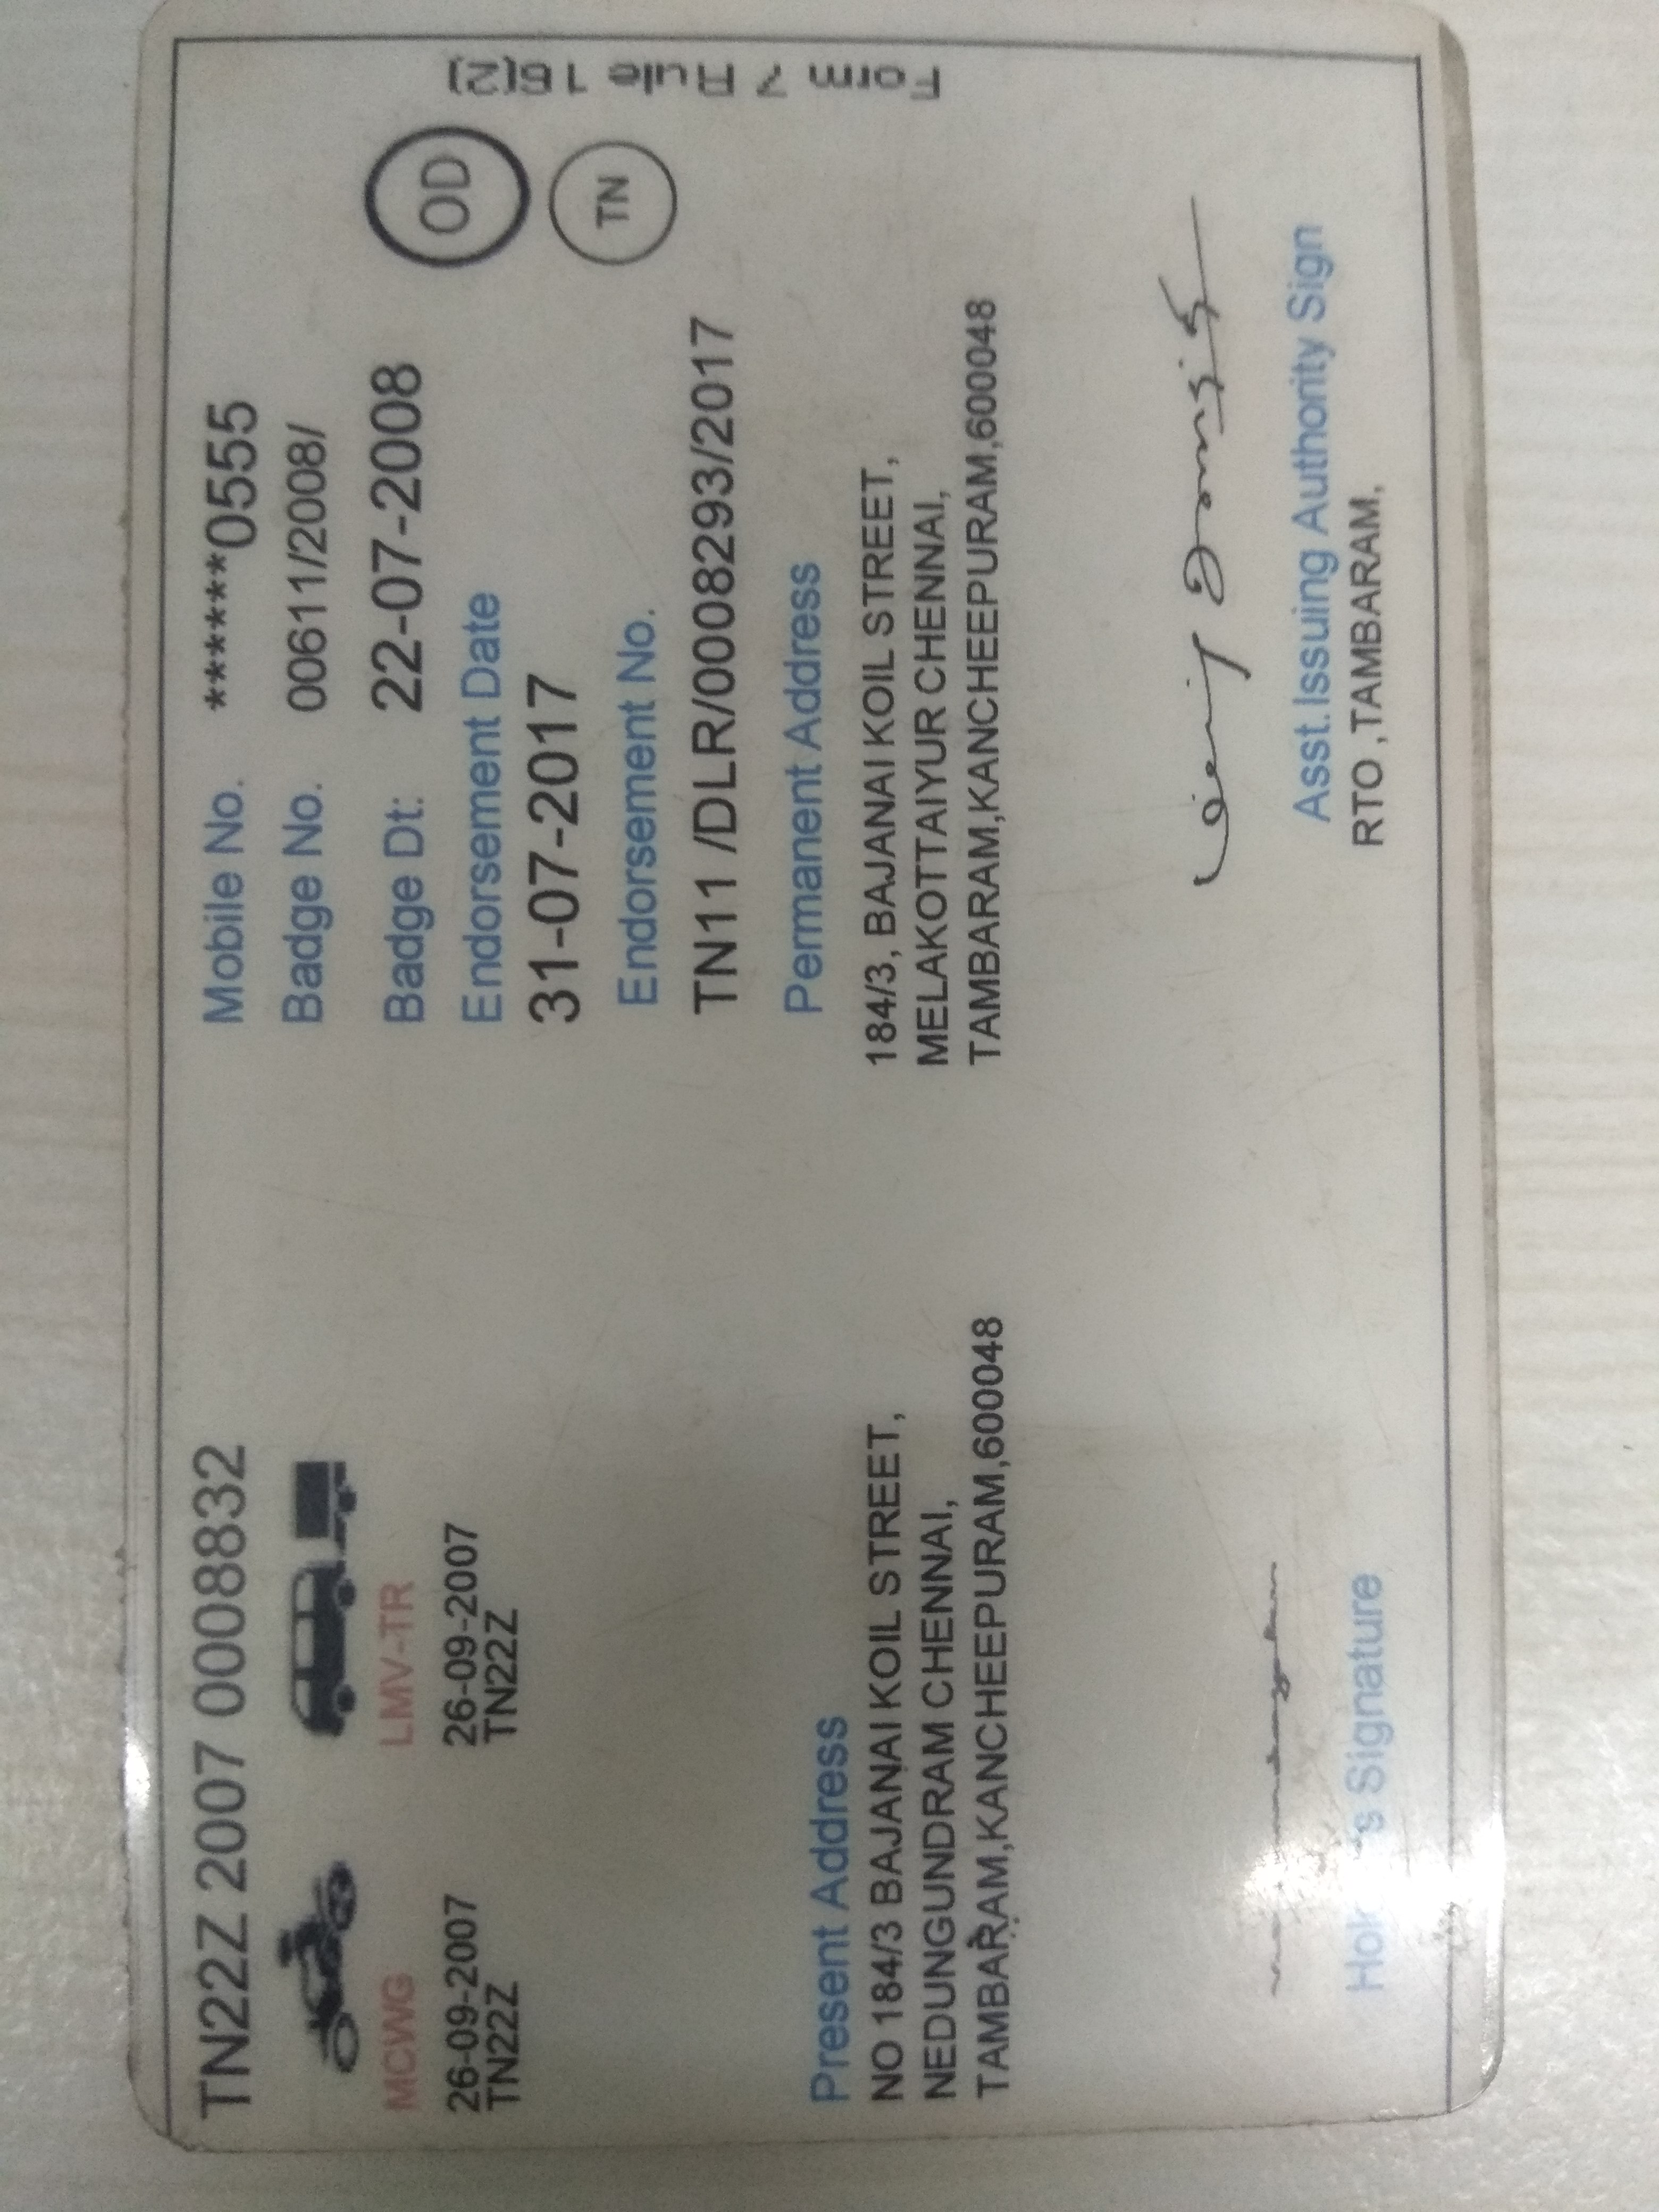 TN22Z 2007 0008832
MCWG
26-09-2007
TN22Z
LMV-TR
26-09-2007
TN22Z
Present Address
NO 184/3 BAJANAI KOIL STREET,
NEDUNGUNDRAM CHENNAI,
TAMBARAM,KANCHEEPURAM,600048
Signature
Mobile No. ******0555
Badge No. 00611/2008/
Badge Dt: 22-07-2008
Endorsement Date
31-07-2017
Endorsement No.
TN11 /DLR/0008293/2017
Permanent Address
184/3, BAJANAI KOIL STREET,
MELAKOTTAIYUR CHENNAI,
TAMBARAM,KANCHEEPURAM,600048
Asst.Issuing Authority Sign
RTO ,TAMBARAM,
OD
TN
Form 7 Rule 16(2)